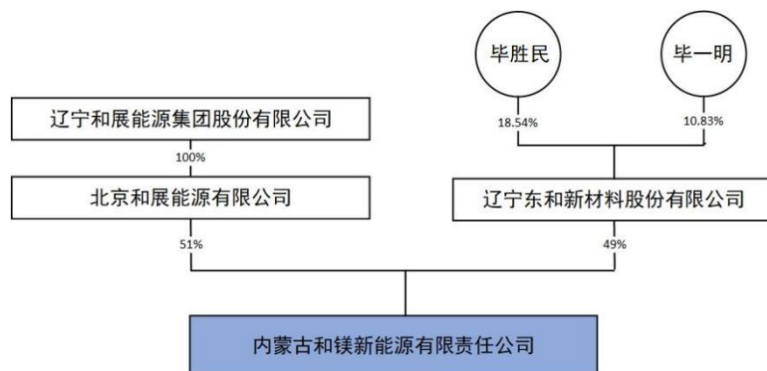 毕胜民
毕一明
18.54%
10.83%
辽宁和展能源集团股份有限公司
100%
北京和展能源有限公司
辽宁东和新材料股份有限公司
51%
49%
内蒙古和镁新能源有限责任公司